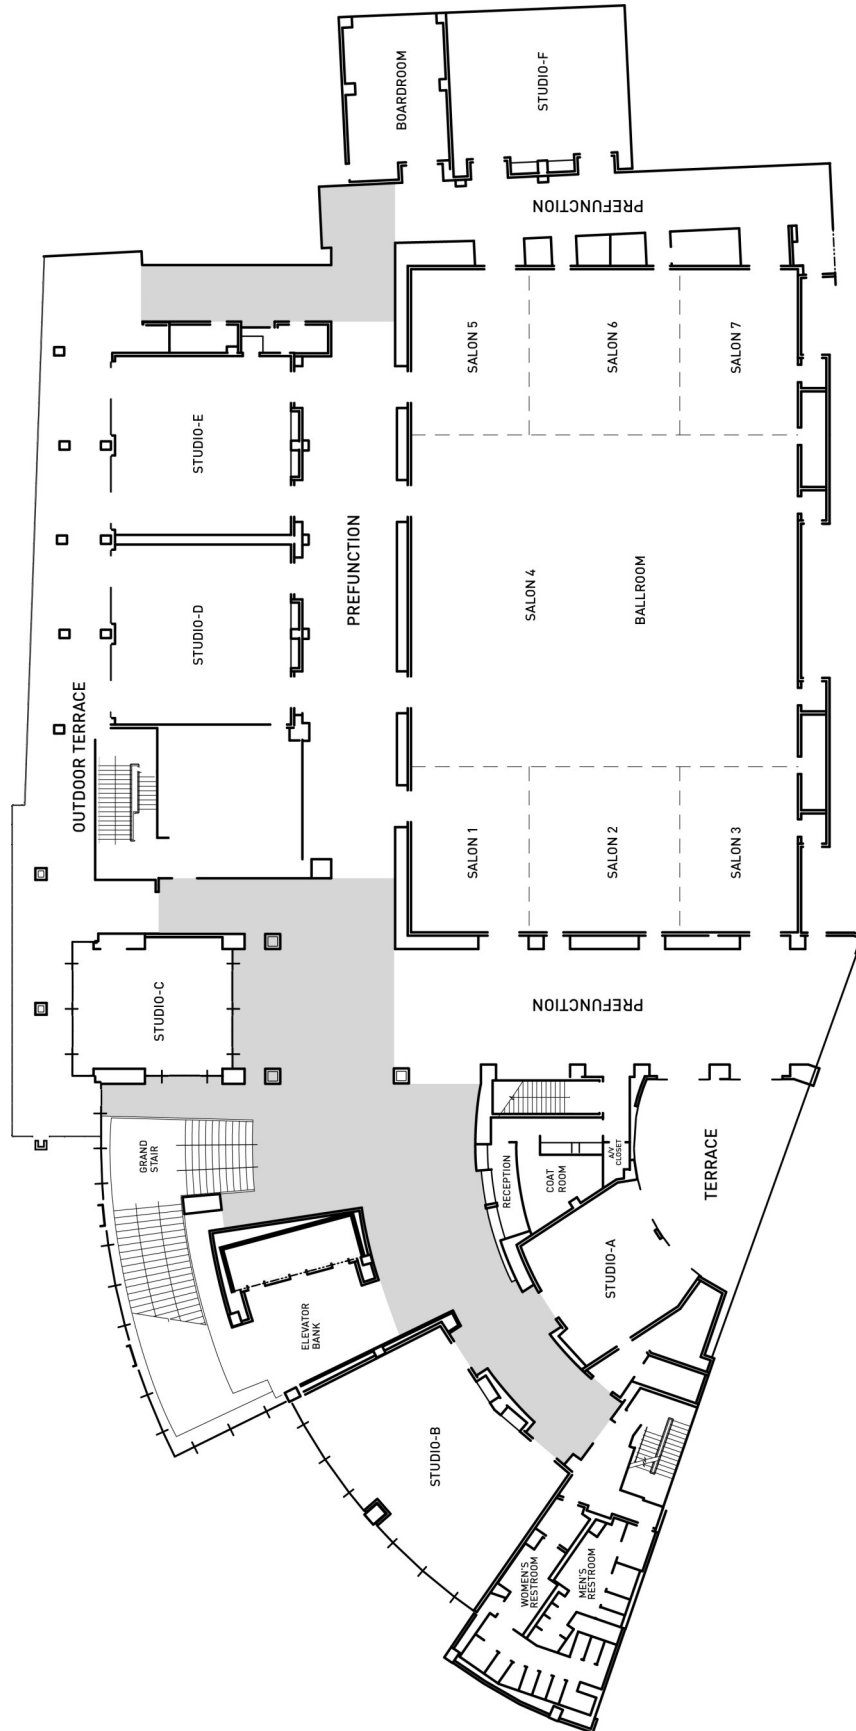 BOARDROOM
STUDIO-F
PREFUNCTION
SALON 5
SALON 6
SALON 7
STUDIO-E
PREFUNCTION
STUDIO-D
SALON 4
BALLROOM
OUTDOOR TERRACE
SALON 1
SALON 2
SALON 3
STUDIO-C
PREFUNCTION
GRAND
STAIR
RECEPTION
COAT
ROOM
A/V
CLOSET
TERRACE
STUDIO-A
ELEVATOR
BANK
STUDIO-B
WOMEN'S
RESTROOM
MEN'S
RESTROOM